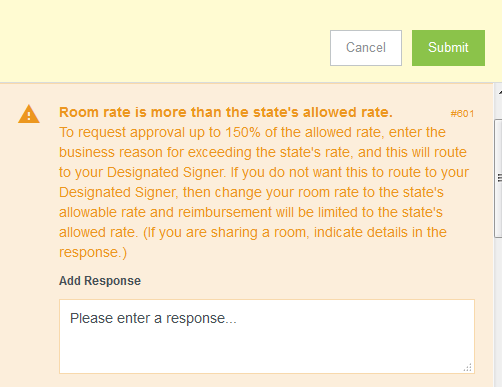 Cancel
Submit
Room rate is more than the state's allowed rate.
#601
To request approval up to 150% of the allowed rate, enter the
business reason for exceeding the state's rate, and this will route
to your Designated Signer. If you do not want this to route to your
Designated Signer, then change your room rate to the state's
allowable rate and reimbursement will be limited to the state's
allowed rate. (If you are sharing a room, indicate details in the
response.)
Add Response
Please enter a response...